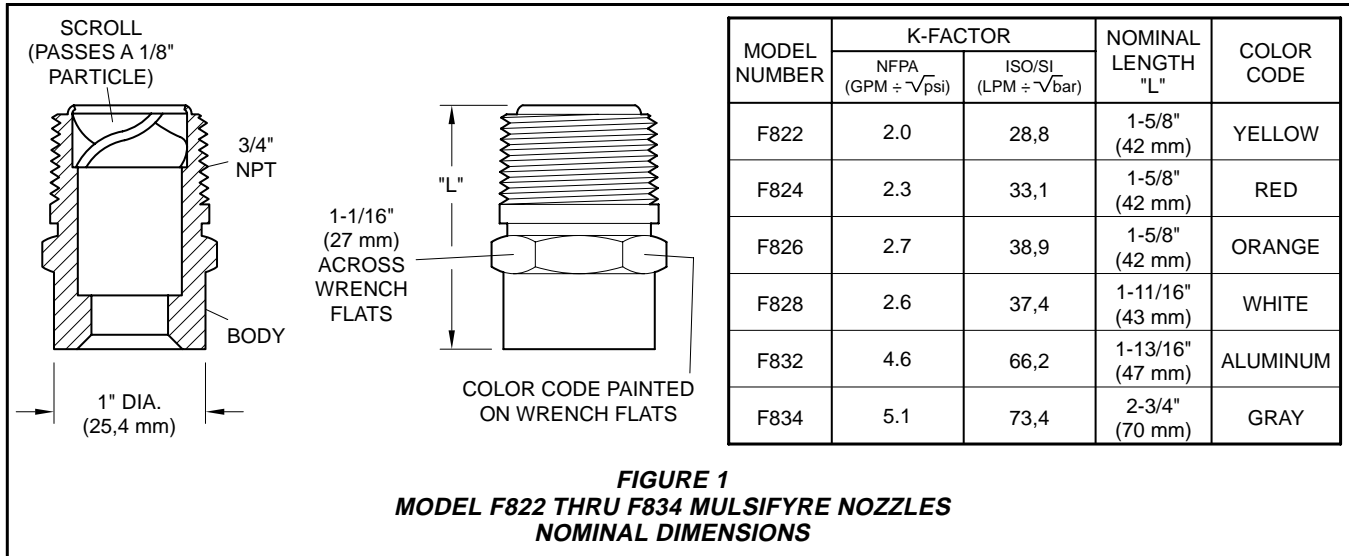 SCROLL
(PASSES A 1/8"
PARTICLE)
3/4"
NPT
BODY
1" DIA.
(25,4 mm)
"L"
1-1/16"
(27 mm)
ACROSS
WRENCH
FLATS
COLOR CODE PAINTED
ON WRENCH FLATS
MODEL
NUMBER
K-FACTOR
NFPA
(GPM ÷ √psi)
ISO/SI
(LPM ÷ √bar)
NOMINAL
LENGTH
"L"
COLOR
CODE
F822 2.0 28,8 1-5/8" (42 mm) YELLOW
F824 2.3 33,1 1-5/8" (42 mm) RED
F826 2.7 38,9 1-5/8" (42 mm) ORANGE
F828 2.6 37,4 1-11/16" (43 mm) WHITE
F832 4.6 66,2 1-13/16" (47 mm) ALUMINUM
F834 5.1 73,4 2-3/4" (70 mm) GRAY
FIGURE 1
MODEL F822 THRU F834 MULSIFYRE NOZZLES
NOMINAL DIMENSIONS